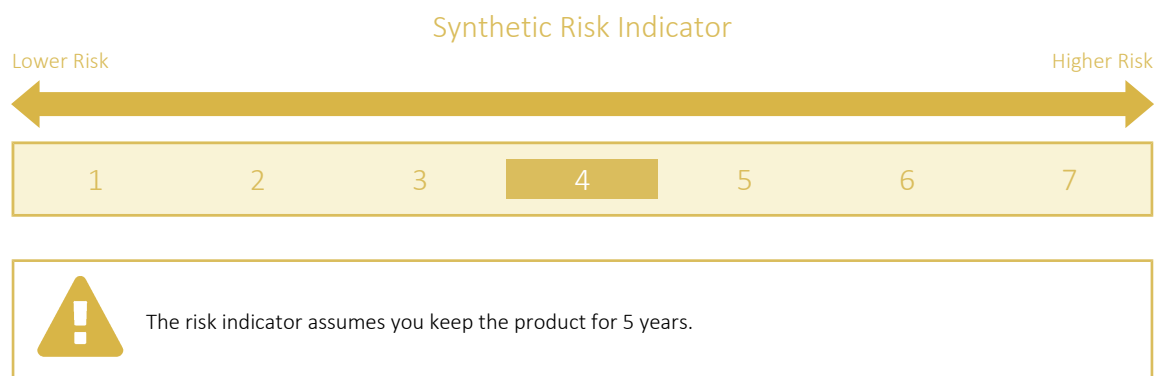 Synthetic Risk Indicator
Lower Risk Higher Risk
1 2 3 4 5 6 7
The risk indicator assumes you keep the product for 5 years.